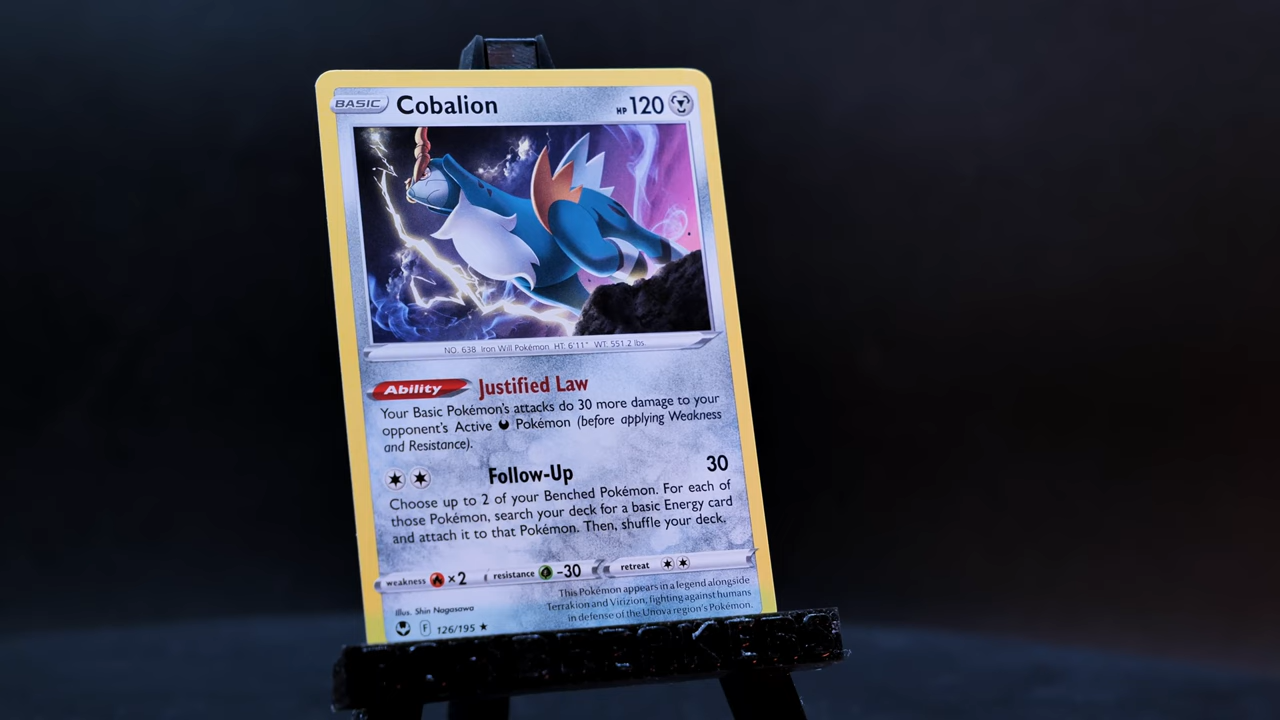 BASIC Cobalion HP 120
NO. 638 Iron Will Pokémon HT: 6'11" WT: 551.2 lbs.
Ability Justified Law
Your Basic Pokémon's attacks do 30 more damage to your
opponent's Active Pokémon (before applying Weakness
and Resistance).
Follow-Up 30
Choose up to 2 of your Benched Pokémon. For each of
those Pokémon, search your deck for a basic Energy card
and attach it to that Pokémon. Then, shuffle your deck.
weakness ×2 resistance -30 retreat
This Pokémon appears in a legend alongside
Terrakion and Virizion, fighting against humans
in defense of the Unova region's Pokémon.
Illus. Shin Nagasawa
F 126/195 ★